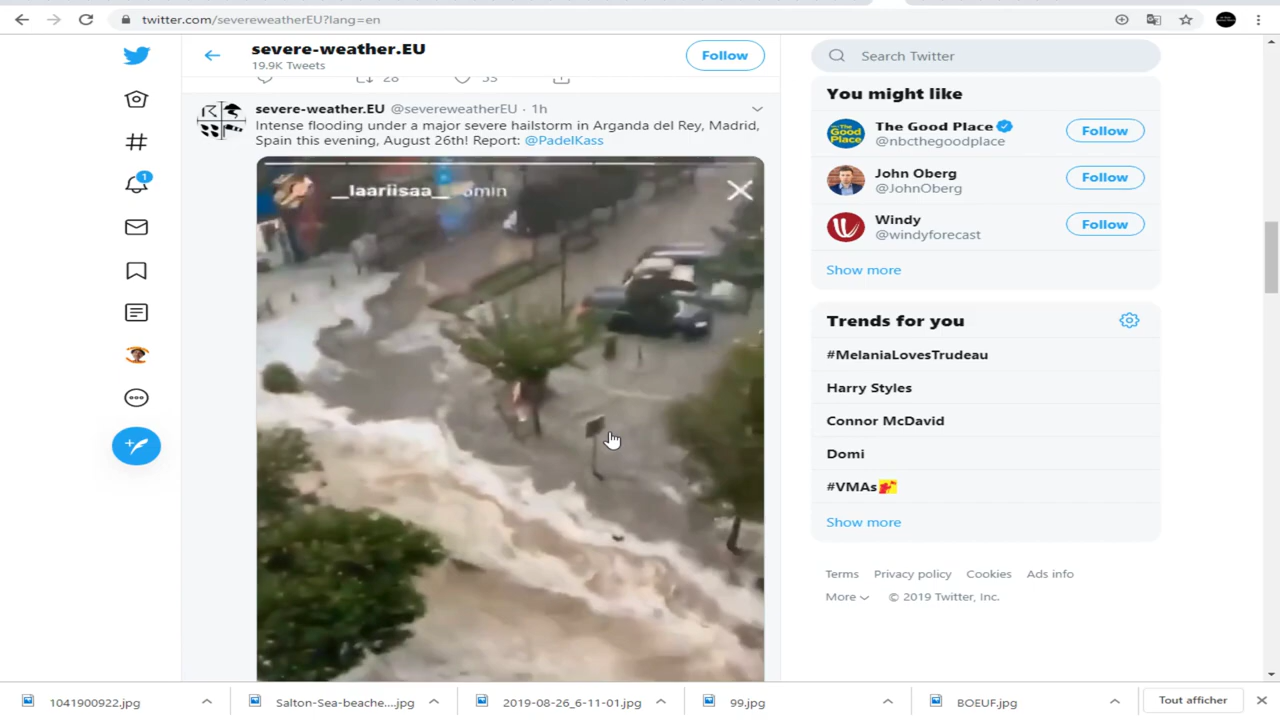 twitter.com/severeweatherEU?lang=en
severe-weather.EU
19.9K Tweets
Follow
28
53
severe-weather.EU @severeweatherEU · 1h
Intense flooding under a major severe hailstorm in Arganda del Rey, Madrid,
Spain this evening, August 26th! Report: @PadelKass
__laariisaa__
Search Twitter
You might like
The Good Place
@nbcthegoodplace
Follow
John Oberg
@JohnOberg
Follow
Windy
@windyforecast
Follow
Show more
Trends for you
#MelaniaLovesTrudeau
Harry Styles
Connor McDavid
Domi
#VMAs
Show more
Terms Privacy policy Cookies Ads info
More © 2019 Twitter, Inc.
1
1041900922.jpg
Salton-Sea-beache....jpg
2019-08-26_6-11-01.jpg
99.jpg
BOEUF.jpg
Tout afficher